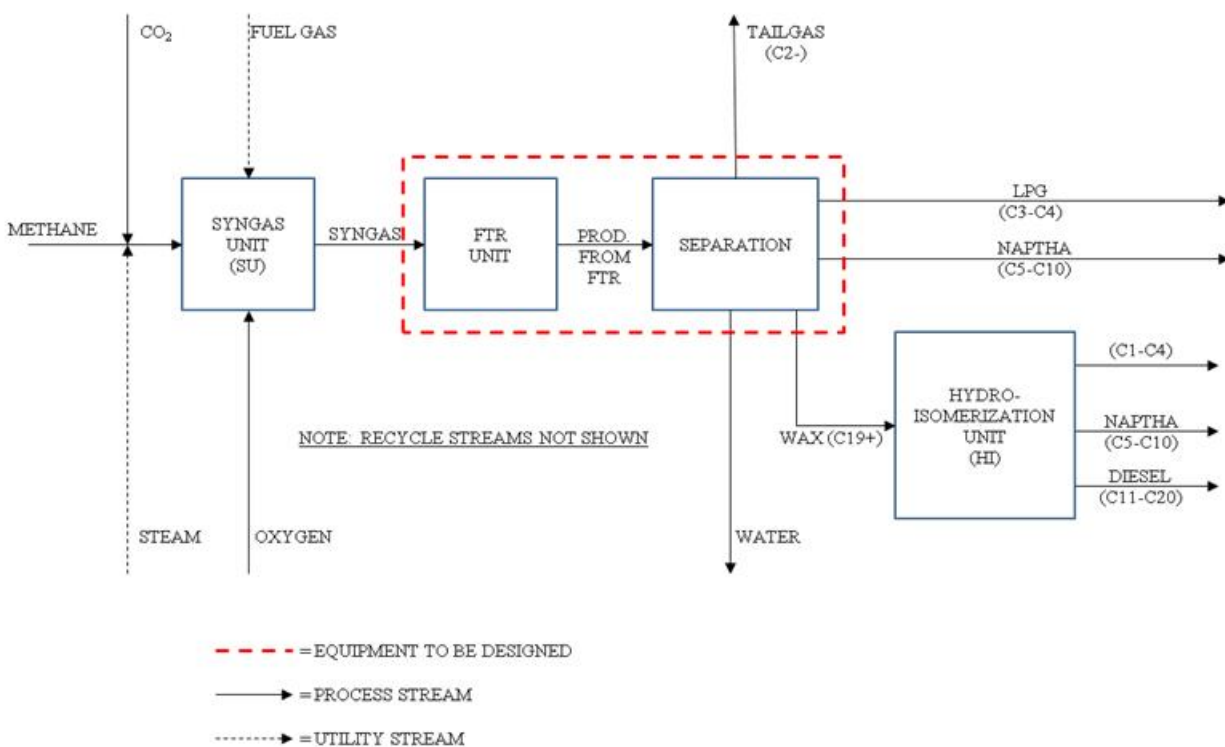 CO₂
FUEL GAS
TAILGAS
(C2-)
METHANE
SYNGAS
UNIT
(SU)
SYNGAS
FTR
UNIT
PROD.
FROM
FTR
SEPARATION
LPG
(C3-C4)
NAPTHA
(C5-C10)
NOTE: RECYCLE STREAMS NOT SHOWN
WAX (C19+)
HYDRO-
ISOMERIZATION
UNIT
(HI)
(C1-C4)
NAPTHA
(C5-C10)
DIESEL
(C11-C20)
STEAM
OXYGEN
WATER
= EQUIPMENT TO BE DESIGNED
= PROCESS STREAM
= UTILITY STREAM